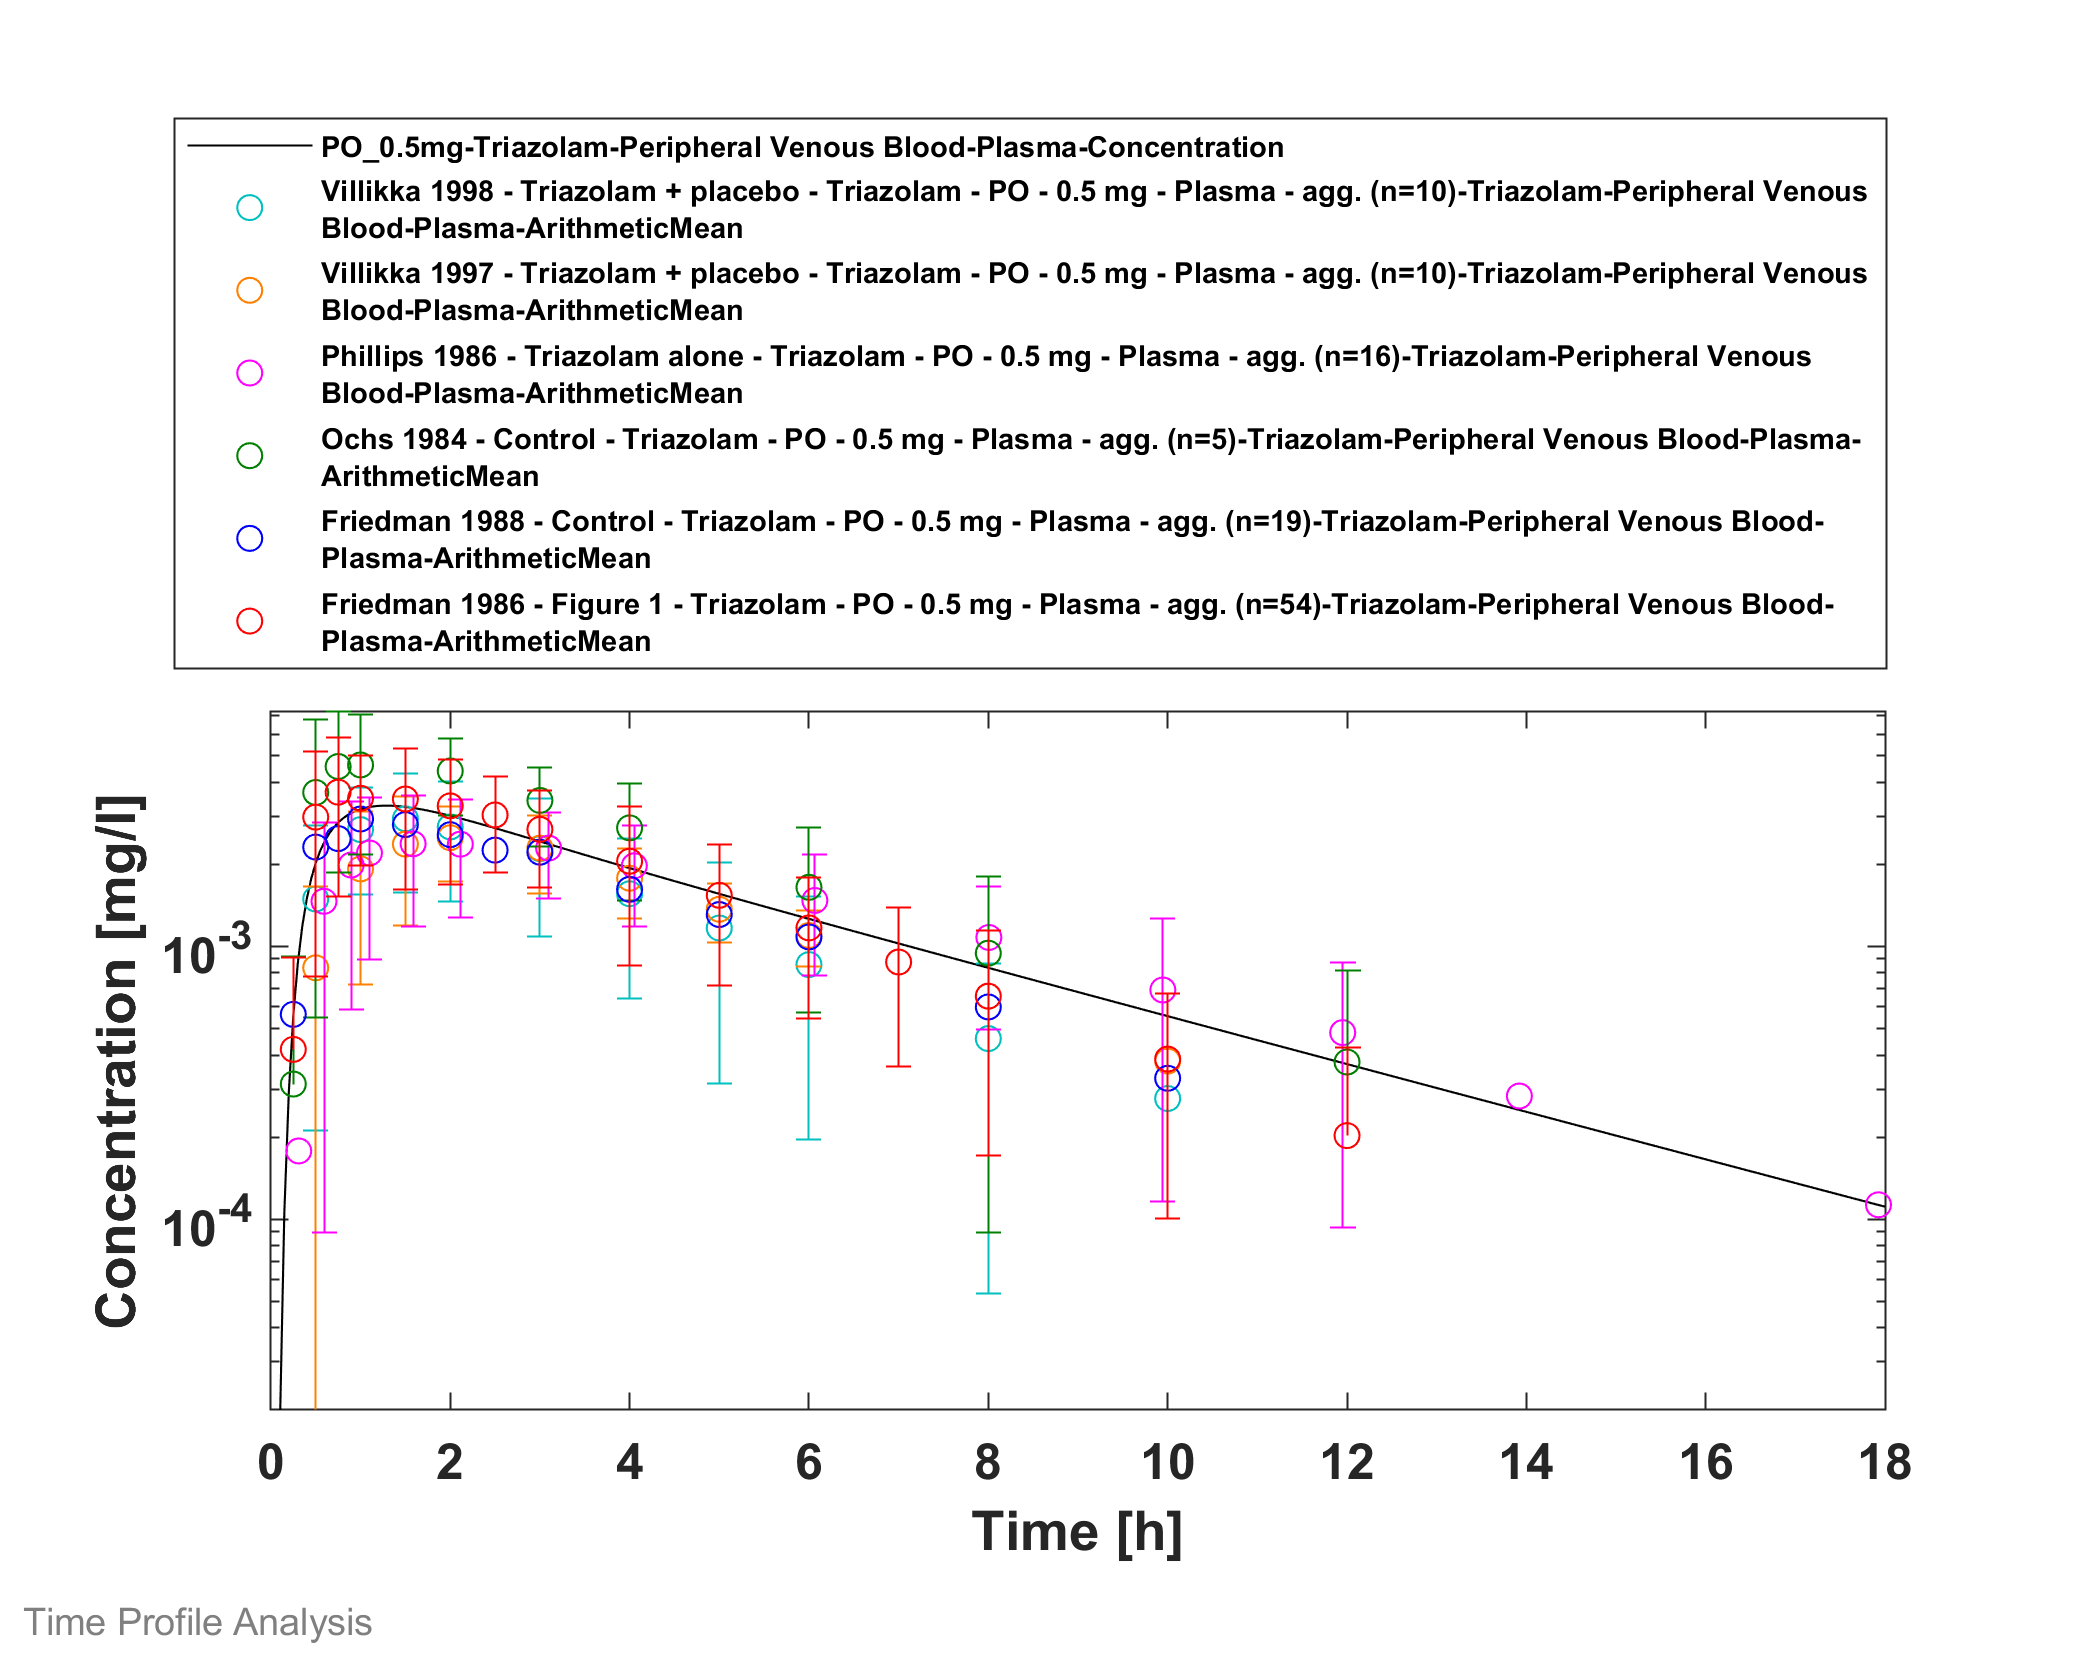 PO_0.5mg-Triazolam-Peripheral Venous Blood-Plasma-Concentration
Villikka 1998 - Triazolam + placebo - Triazolam - PO - 0.5 mg - Plasma - agg. (n=10)-Triazolam-Peripheral Venous
Blood-Plasma-ArithmeticMean
Villikka 1997 - Triazolam + placebo - Triazolam - PO - 0.5 mg - Plasma - agg. (n=10)-Triazolam-Peripheral Venous
Blood-Plasma-ArithmeticMean
Phillips 1986 - Triazolam alone - Triazolam - PO - 0.5 mg - Plasma - agg. (n=16)-Triazolam-Peripheral Venous
Blood-Plasma-ArithmeticMean
Ochs 1984 - Control - Triazolam - PO - 0.5 mg - Plasma - agg. (n=5)-Triazolam-Peripheral Venous Blood-Plasma-
ArithmeticMean
Friedman 1988 - Control - Triazolam - PO - 0.5 mg - Plasma - agg. (n=19)-Triazolam-Peripheral Venous Blood-
Plasma-ArithmeticMean
Friedman 1986 - Figure 1 - Triazolam - PO - 0.5 mg - Plasma - agg. (n=54)-Triazolam-Peripheral Venous Blood-
Plasma-ArithmeticMean
Concentration [mg/l]
10^-3
10^-4
0 2 4 6 8 10 12 14 16 18
Time [h]
Time Profile Analysis